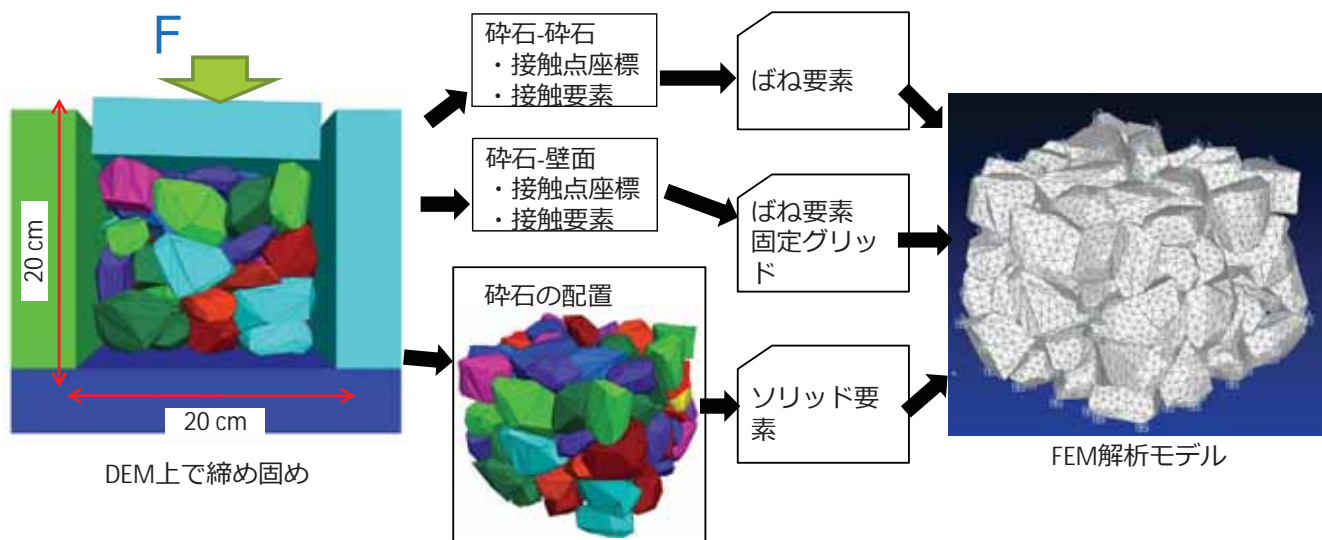 F
20 cm
20 cm
DEM上で締め固め
砕石-砕石
・接触点座標
・接触要素
砕石-壁面
・接触点座標
・接触要素
砕石の配置
ばね要素
ばね要素
固定グリッ
ド
ソリッド要
素
FEM解析モデル